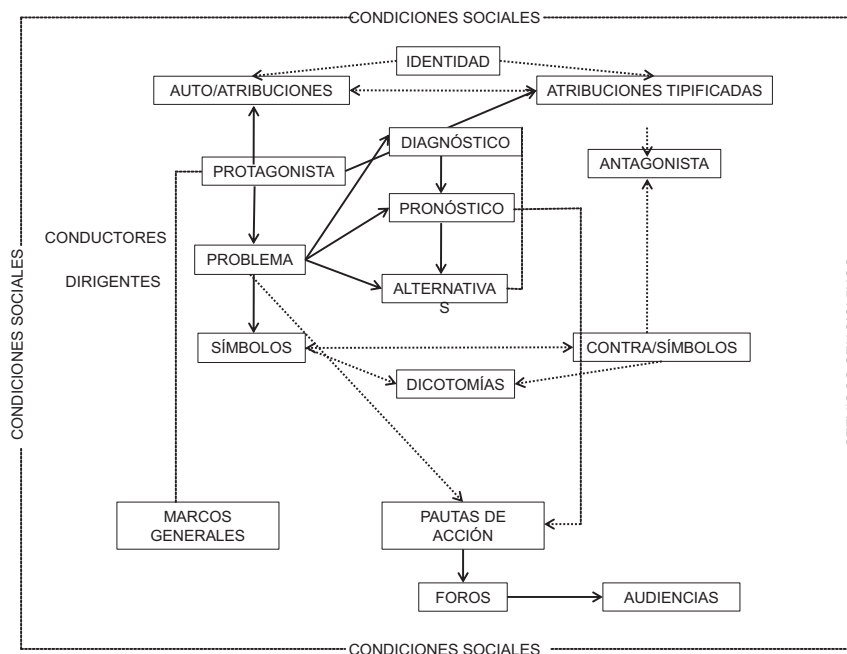 CONDICIONES SOCIALES
IDENTIDAD
AUTO/ATRIBUCIONES
ATRIBUCIONES TIPIFICADAS
DIAGNÓSTICO
ANTAGONISTA
PROTAGONISTA
PRONÓSTICO
CONDUCTORES
PROBLEMA
DIRIGENTES
ALTERNATIVA
S
CONDICIONES SOCIALES
SÍMBOLOS
CONTRA/SÍMBOLOS
DICOTOMÍAS
MARCOS
GENERALES
PAUTAS DE
ACCIÓN
FOROS
AUDIENCIAS
CONDICIONES SOCIALES